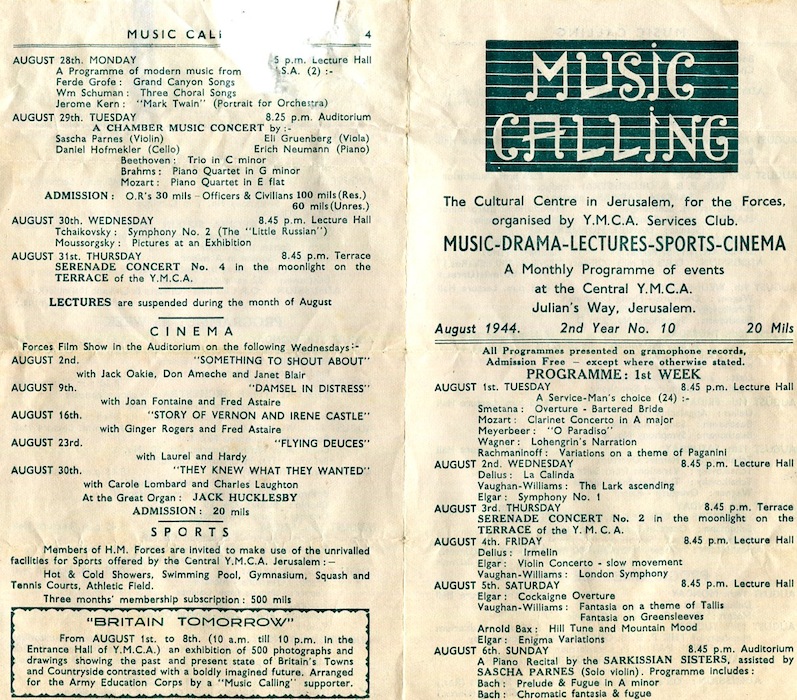 MUSIC CALI 4
AUGUST 28th. MONDAY 5 p.m. Lecture Hall
A Programme of modern music from S.A. (2) :-
Ferde Grofe : Grand Canyon Songs
Wm Schuman : Three Choral Songs
Jerome Kern : "Mark Twain" (Portrait for Orchestra)
AUGUST 29th. TUESDAY 8.25 p.m. Auditorium
A CHAMBER MUSIC CONCERT by :-
Sascha Parnes (Violin) Eli Gruenberg (Viola)
Daniel Hofmekler (Cello) Erich Neumann (Piano)
Beethoven : Trio in C minor
Brahms : Piano Quartet in G minor
Mozart : Piano Quartet in E flat
ADMISSION : O.R's 30 mils - Officers & Civilians 100 mils (Res.)
60 mils (Unres.)
AUGUST 30th. WEDNESDAY 8.45 p.m. Lecture Hall
Tchaikovsky : Symphony No. 2 (The "Little Russian")
Moussorgsky : Pictures at an Exhibition
AUGUST 31st. THURSDAY 8.45 p.m. Terrace
SERENADE CONCERT No. 4 in the moonlight on the
TERRACE of the Y.M.C.A.
LECTURES are suspended during the month of August
CINEMA
Forces Film Show in the Auditorium on the following Wednesdays :-
AUGUST 2nd. "SOMETHING TO SHOUT ABOUT"
with Jack Oakie, Don Ameche and Janet Blair
AUGUST 9th. "DAMSEL IN DISTRESS"
with Joan Fontaine and Fred Astaire
AUGUST 16th. "STORY OF VERNON AND IRENE CASTLE"
with Ginger Rogers and Fred Astaire
AUGUST 23rd. "FLYING DEUCES"
with Laurel and Hardy
AUGUST 30th. "THEY KNEW WHAT THEY WANTED"
with Carole Lombard and Charles Laughton
At the Great Organ : JACK HUCKLESBY
ADMISSION : 20 mils
SPORTS
Members of H.M. Forces are invited to make use of the unrivalled
facilities for Sports offered by the Central Y.M.C.A. Jerusalem :—
Hot & Cold Showers, Swimming Pool, Gymnasium, Squash and
Tennis Courts, Athletic Field.
Three months' membership subscription : 500 mils
"BRITAIN TOMORROW"
From AUGUST 1st. to 8th. (10 a.m. till 10 p.m. in the
Entrance Hall of Y.M.C.A.) an exhibition of 500 photographs and
drawings showing the past and present state of Britain's Towns
and Countryside contrasted with a boldly imagined future. Arranged
for the Army Education Corps by a "Music Calling" supporter.
MUSIC
CALLING
The Cultural Centre in Jerusalem, for the Forces,
organised by Y.M.C.A. Services Club.
MUSIC-DRAMA-LECTURES-SPORTS-CINEMA
A Monthly Programme of events
at the Central Y.M.C.A.
Julian's Way, Jerusalem.
August 1944. 2nd Year No. 10 20 Mils
All Programmes presented on gramophone records,
Admission Free — except where otherwise stated.
PROGRAMME : 1st WEEK
AUGUST 1st. TUESDAY 8.45 p.m. Lecture Hall
A Service-Man's choice (24) :-
Smetana : Overture - Bartered Bride
Mozart : Clarinet Concerto in A major
Meyerbeer : "O Paradiso"
Wagner : Lohengrin's Narration
Rachmaninoff : Variations on a theme of Paganini
AUGUST 2nd. WEDNESDAY 8.45 p.m. Lecture Hall
Delius : La Calinda
Vaughan-Williams : The Lark ascending
Elgar : Symphony No. 1
AUGUST 3rd. THURSDAY 8.45 p.m. Terrace
SERENADE CONCERT No. 2 in the moonlight on the
TERRACE of the Y. M. C. A.
AUGUST 4th. FRIDAY 8.45 p.m. Lecture Hall
Delius : Irmelin
Elgar : Violin Concerto - slow movement
Vaughan-Williams : London Symphony
AUGUST 5th. SATURDAY 8.45 p.m. Lecture Hall
Elgar : Cockaigne Overture
Vaughan-Williams : Fantasia on a theme of Tallis
Fantasia on Greensleeves
Arnold Bax : Hill Tune and Mountain Mood
Elgar : Enigma Variations
AUGUST 6th. SUNDAY 8.45 p.m. Auditorium
A Piano Recital by the SARKISSIAN SISTERS, assisted by
SASCHA PARNES (Solo violin). Programme includes :
Bach : Prelude & Fugue in A minor
Bach : Chromatic fantasia & fugue